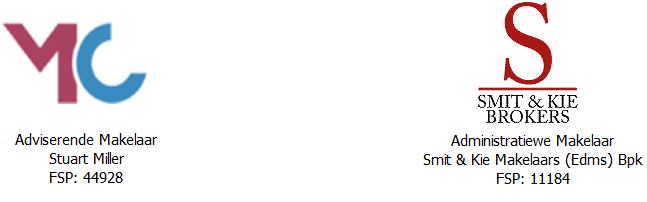 MC
Adviserende Makelaar
Stuart Miller
FSP: 44928
S
SMIT & KIE
BROKERS
Administratiewe Makelaar
Smit & Kie Makelaars (Edms) Bpk
FSP: 11184